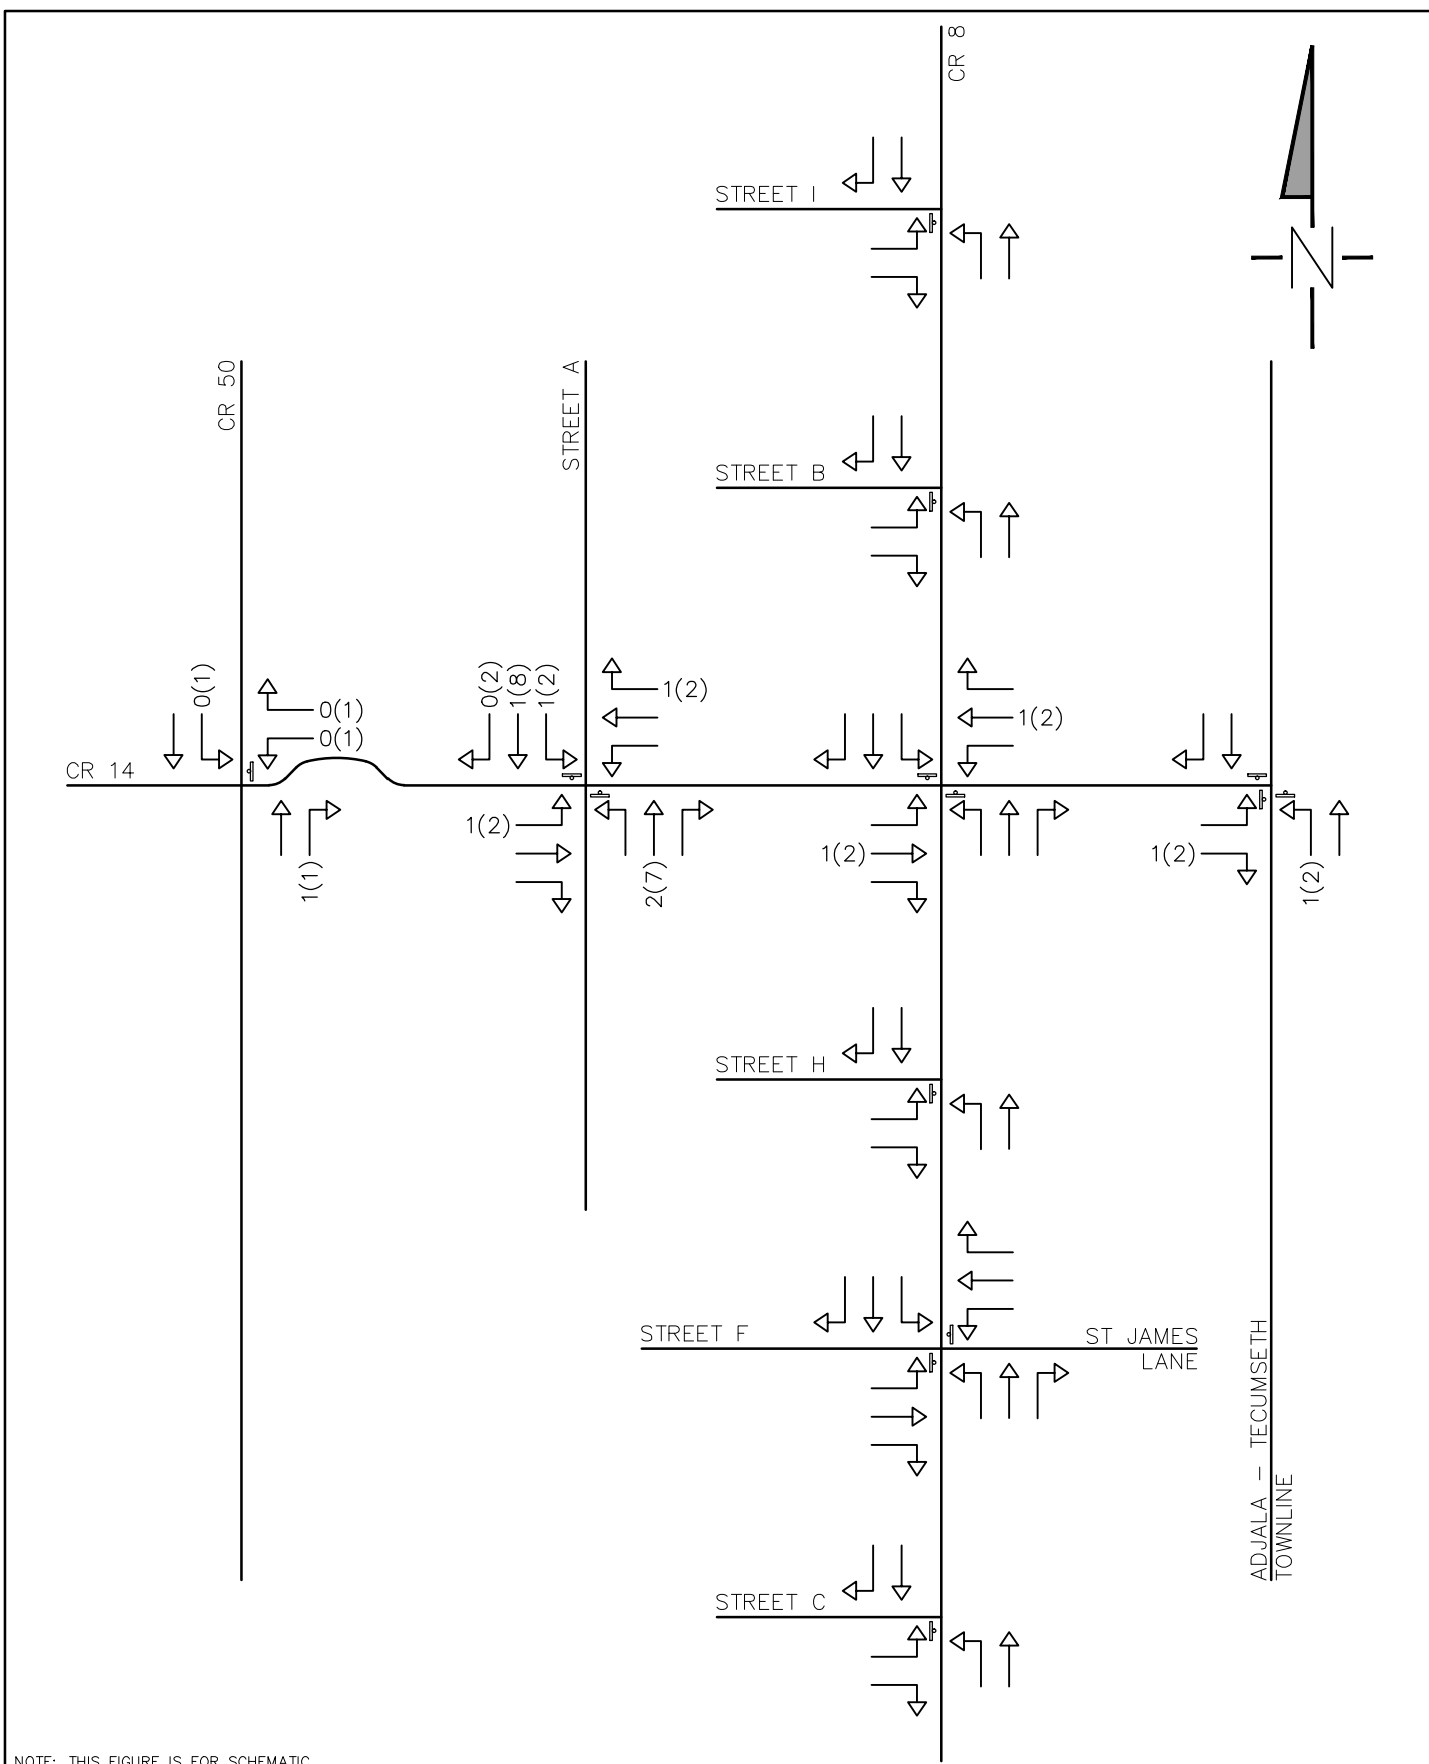 CR 8
STREET I
N
CR 50
STREET A
STREET B
0(1)
0(1)
0(1)
0(2)
1(8)
1(2)
1(2)
1(2)
CR 14
1(1)
1(2)
2(7)
1(2)
1(2)
1(2)
STREET H
STREET F
ST JAMES
LANE
ADJALA - TECUMSETH
TOWNLINE
STREET C
NOTE: THIS FIGURE IS FOR SCHEMATIC